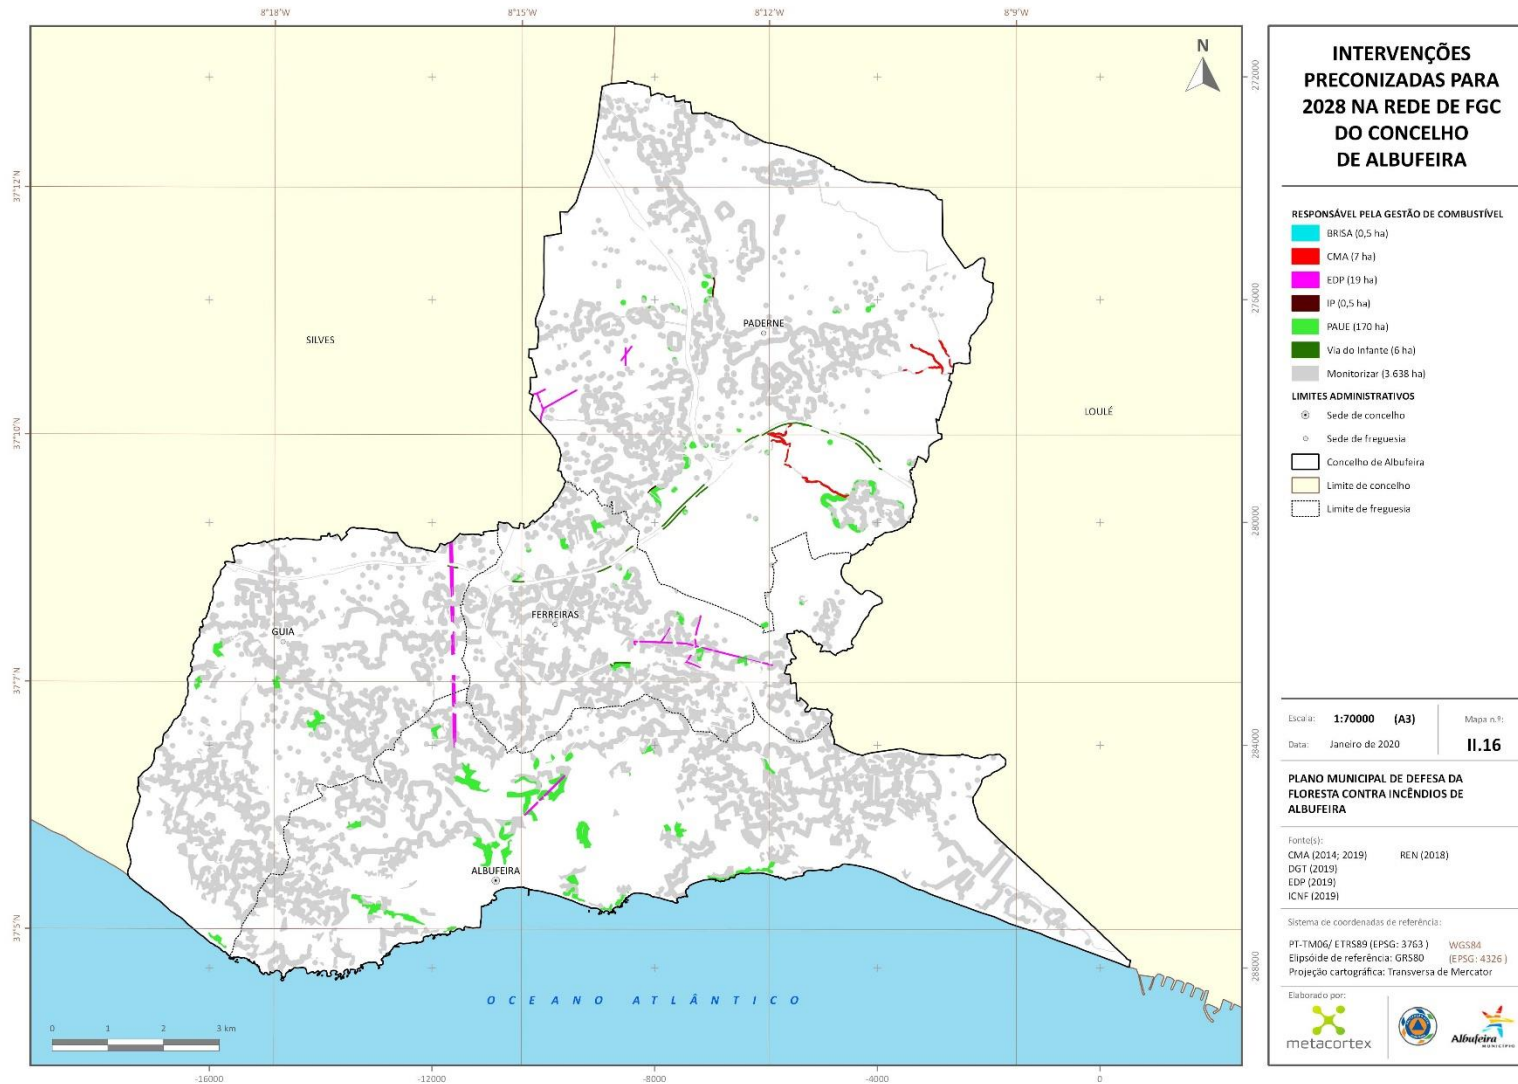 8°18'W
8°15'W
8°12'W
8°9'W
N
272000
37°12'N
276000
SILVES
PADERNE
LOULÉ
37°10'N
280000
FERREIRAS
GUIA
37°7'N
284000
ALBUFEIRA
37°5'N
288000
OCEANO ATLÂNTICO
0 1 2 3 km
-16000
-12000
-8000
-4000
0
INTERVENÇÕES
PRECONIZADAS PARA
2028 NA REDE DE FGC
DO CONCELHO
DE ALBUFEIRA
RESPONSÁVEL PELA GESTÃO DE COMBUSTÍVEL
BRISA (0,5 ha)
CMA (7 ha)
EDP (19 ha)
IP (0,5 ha)
PAUE (170 ha)
Via do Infante (6 ha)
Monitorizar (3 638 ha)
LIMITES ADMINISTRATIVOS
Sede de concelho
Sede de freguesia
Concelho de Albufeira
Limite de concelho
Limite de freguesia
Escala: 1:70000 (A3)
Mapa n.º:
Data: Janeiro de 2020
II.16
PLANO MUNICIPAL DE DEFESA DA
FLORESTA CONTRA INCÊNDIOS DE
ALBUFEIRA
Fonte(s):
CMA (2014; 2019) REN (2018)
DGT (2019)
EDP (2019)
ICNF (2019)
Sistema de coordenadas de referência:
PT-TM06/ ETRS89 (EPSG: 3763 ) WGS84
Elipsóide de referência: GRS80 (EPSG: 4326 )
Projeção cartográfica: Transversa de Mercator
Elaborado por:
metacortex
Albufeira
MUNICÍPIO